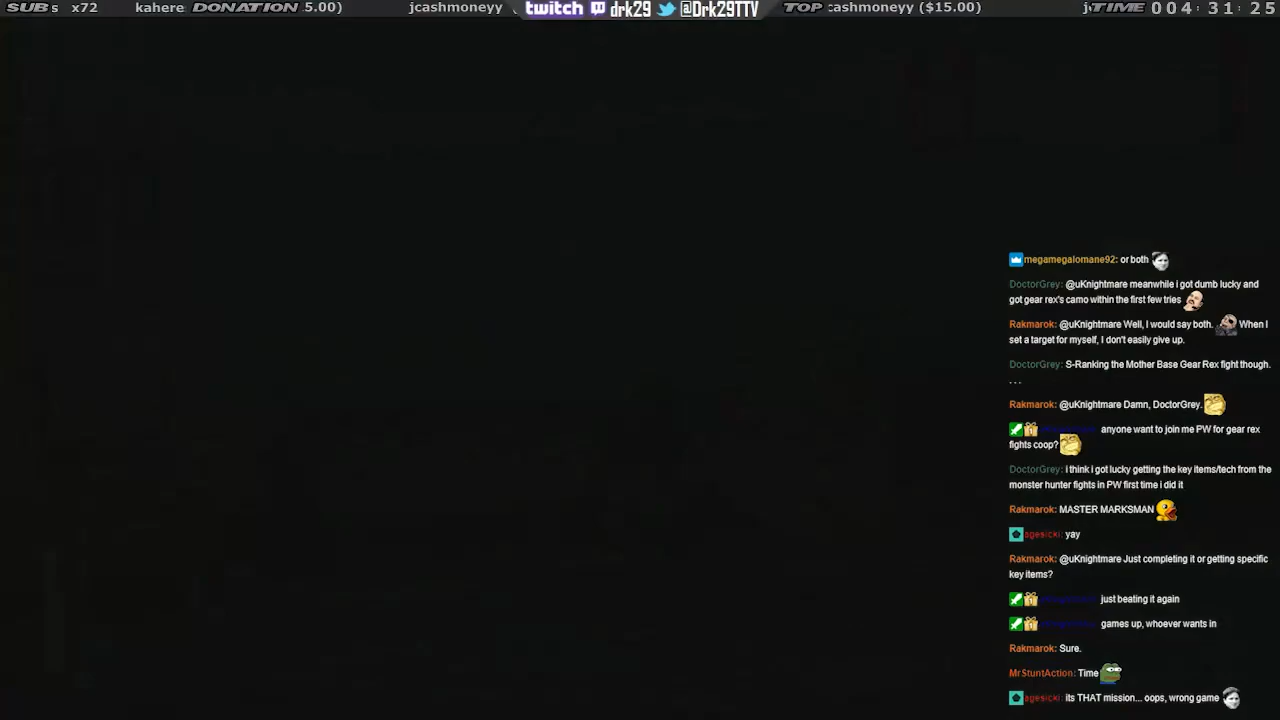 SUBs x72 kahere DONATION 5.00) jcashmoneyy twitch drk29 @Drk29TTV TOP cashmoneyy ($15.00) TIME 004:31:25
megamegalomane92: or both
DoctorGrey: @uKnightmare meanwhile i got dumb lucky and
got gear rex's camo within the first few tries
Rakmarok: @uKnightmare Well, I would say both. When I
set a target for myself, I don't easily give up.
DoctorGrey: S-Ranking the Mother Base Gear Rex fight though.
. . .
Rakmarok: @uKnightmare Damn, DoctorGrey.
anyone want to join me PW for gear rex
fights coop?
DoctorGrey: i think i got lucky getting the key items/tech from the
monster hunter fights in PW first time i did it
Rakmarok: MASTER MARKSMAN
agesicki: yay
Rakmarok: @uKnightmare Just completing it or getting specific
key items?
just beating it again
games up, whoever wants in
Rakmarok: Sure.
MrStuntAction: Time
agesicki: its THAT mission... oops, wrong game